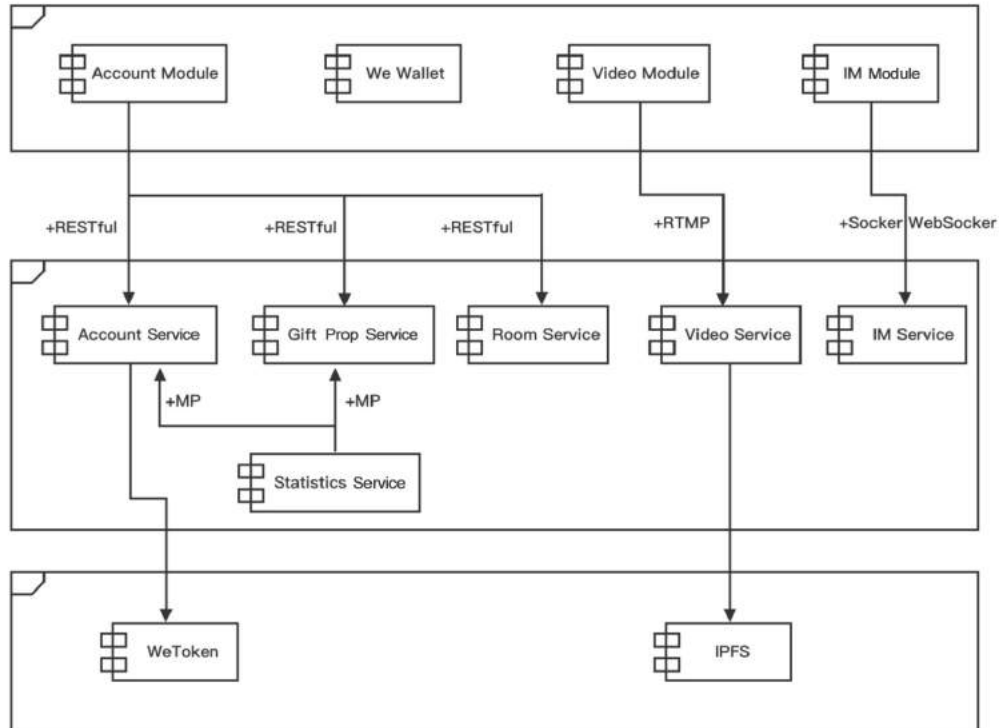 Account Module
We Wallet
Video Module
IM Module
+RESTful
+RESTful
+RESTful
+RTMP
+Socker WebSocker
Account Service
Gift Prop Service
Room Service
Video Service
IM Service
+MP
+MP
Statistics Service
WeToken
IPFS